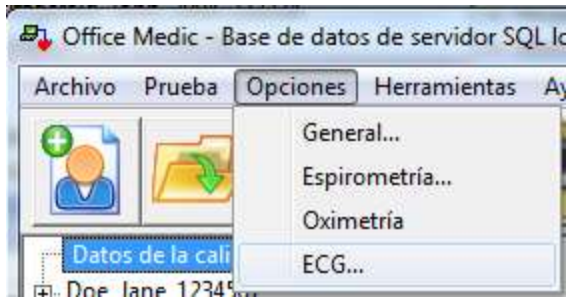 Office Medic - Base de datos de servidor SQL
Archivo Prueba Opciones Herramientas
General...
Espirometría...
Oximetría
Datos de la
ECG...
Doe, Jane